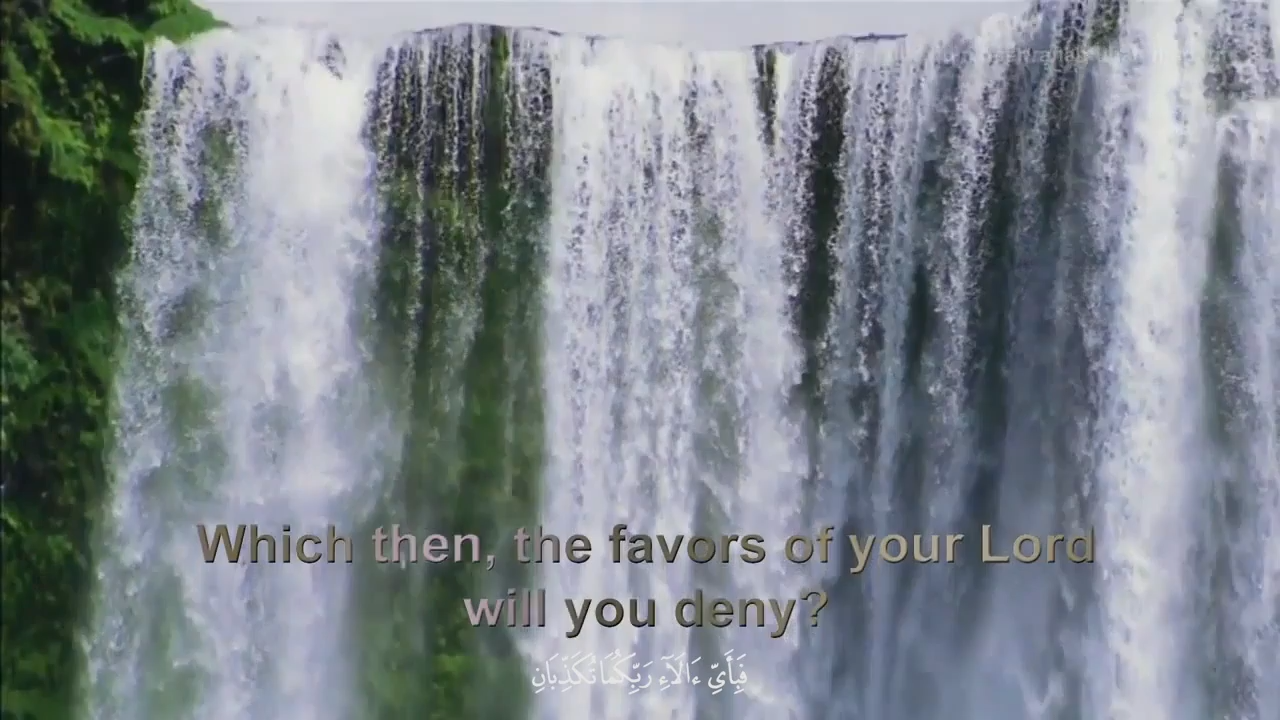 Which then, the favors of your Lord
will you deny?
فَبِأَيِّ ءَالَآءِ رَبِّكُمَا تُكَذِّبَانِ